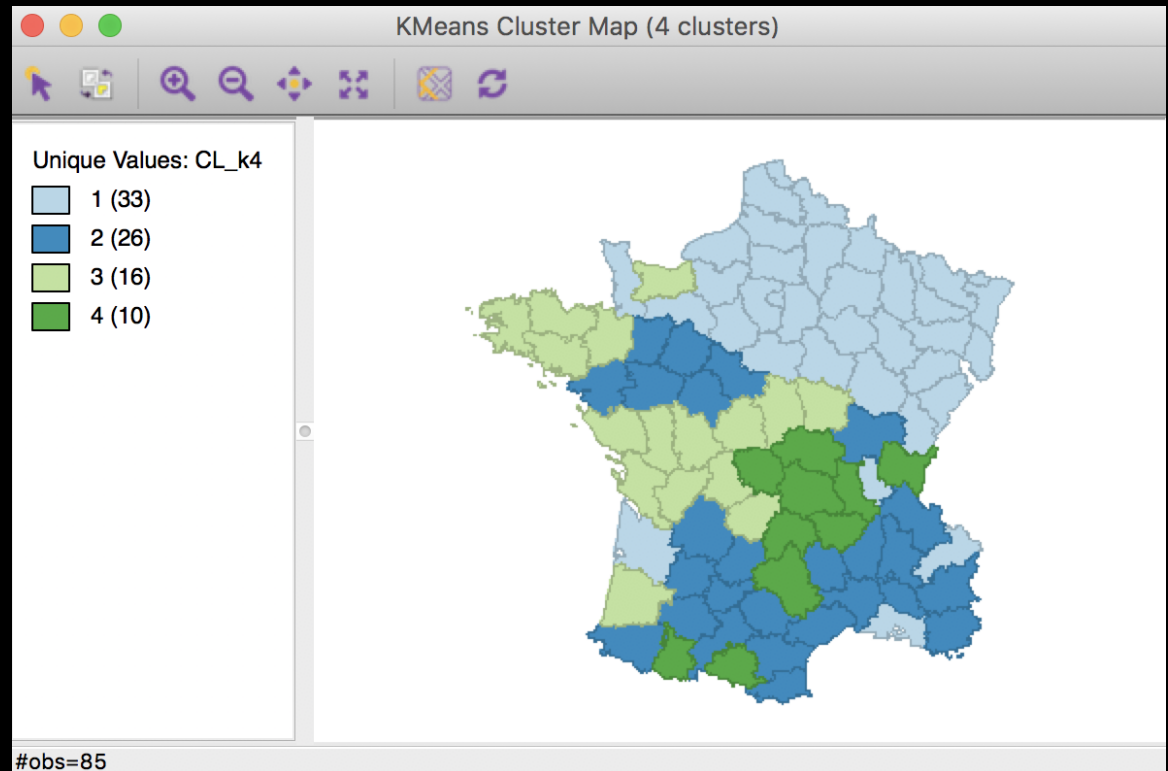 KMeans Cluster Map (4 clusters)
Unique Values: CL_k4
1 (33)
2 (26)
3 (16)
4 (10)
#obs=85